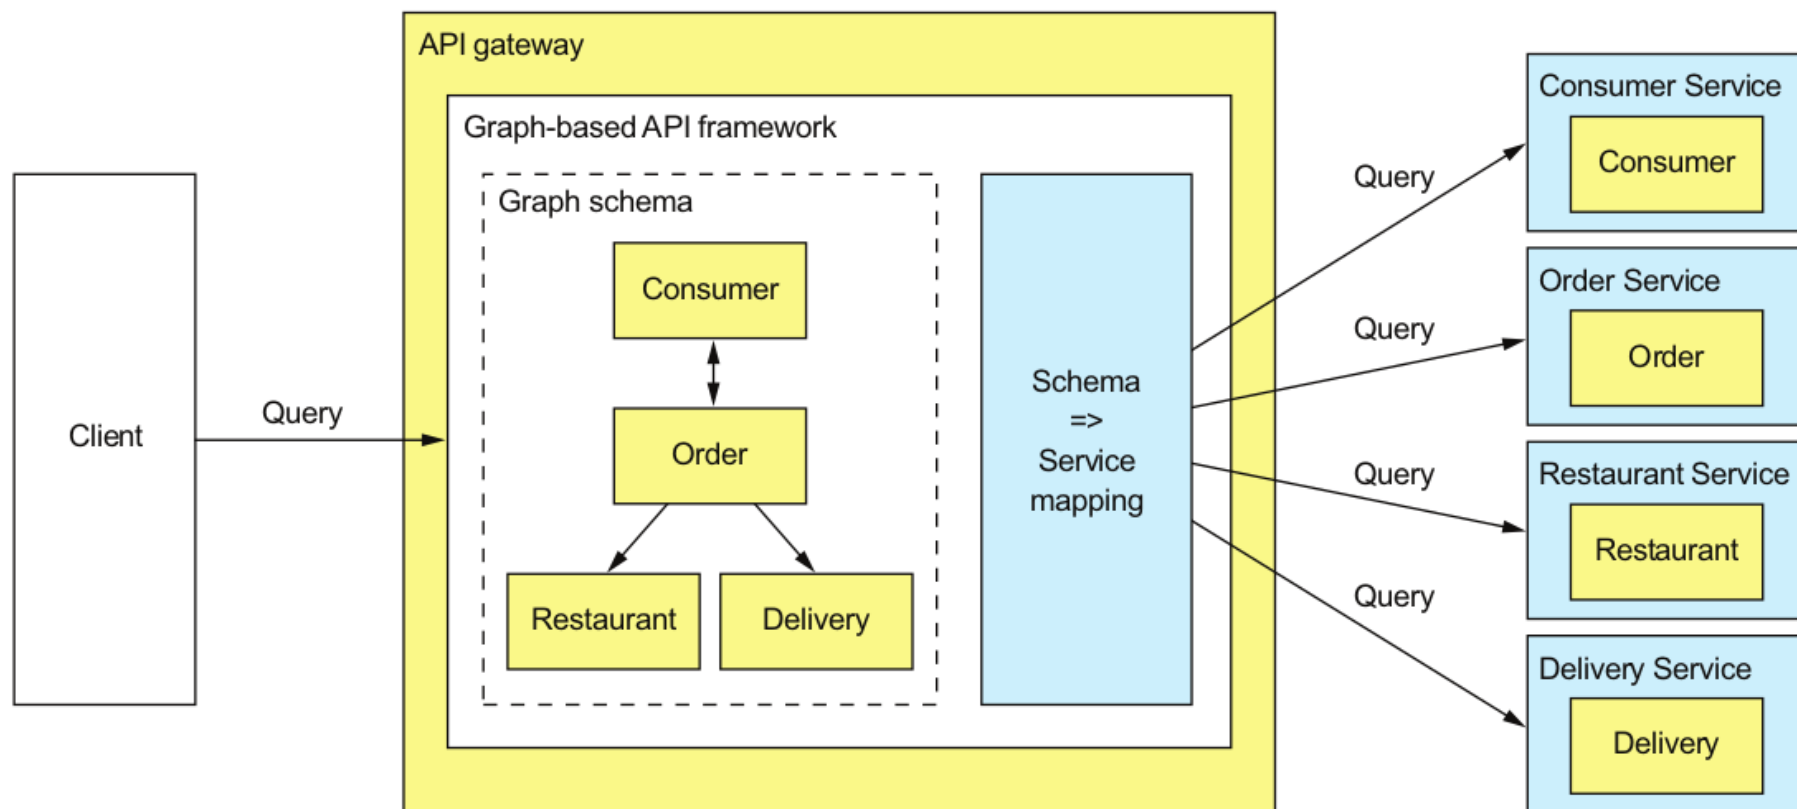 API gateway
Graph-based API framework
Graph schema
Consumer
Order
Restaurant
Delivery
Client
Query
Schema
=>
Service
mapping
Query
Query
Query
Query
Consumer Service
Consumer
Order Service
Order
Restaurant Service
Restaurant
Delivery Service
Delivery